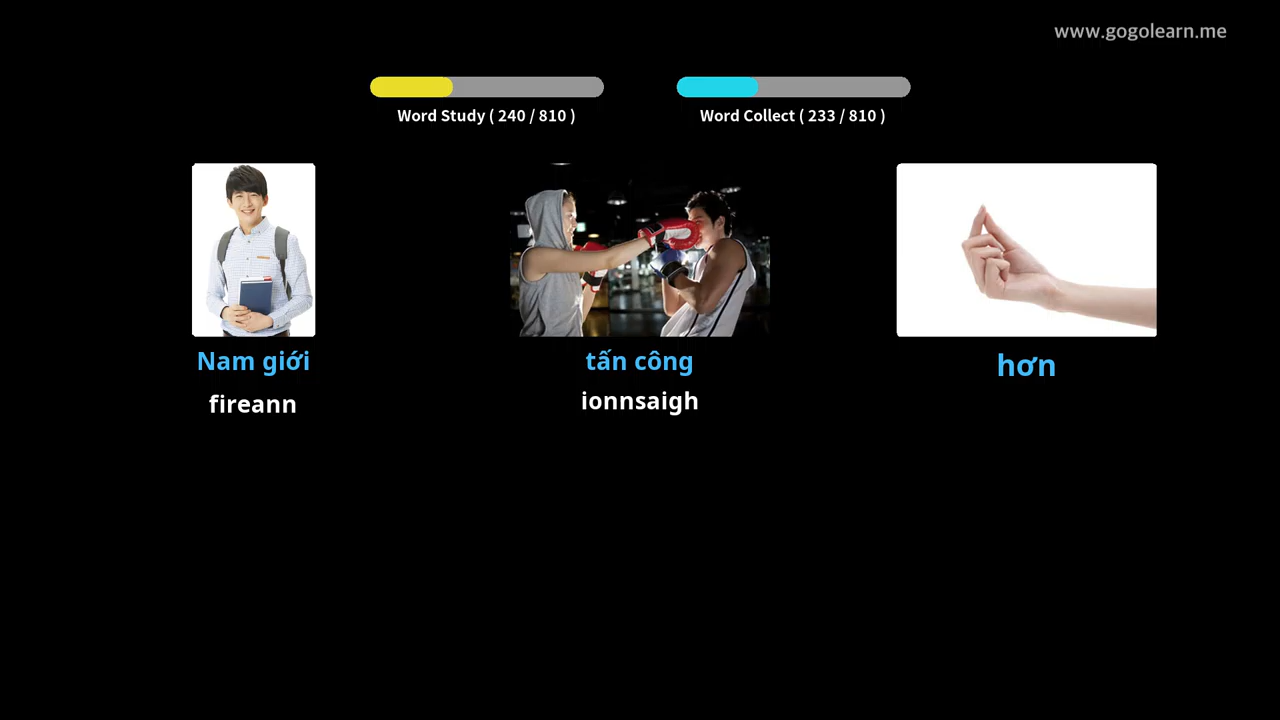 www.gogolearn.me
Word Study ( 240 / 810 )
Word Collect ( 233 / 810 )
Nam giới
fireann
tấn công
ionnsaigh
hơn